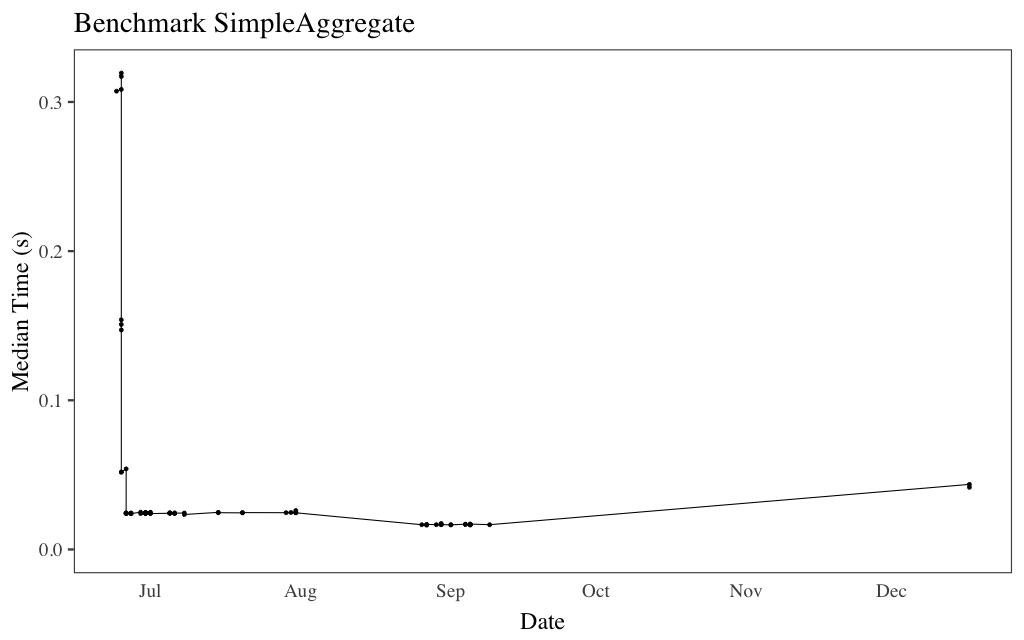 Benchmark SimpleAggregate
Median Time (s)
0.3
0.2
0.1
0.0
Jul Aug Sep Oct Nov Dec
Date